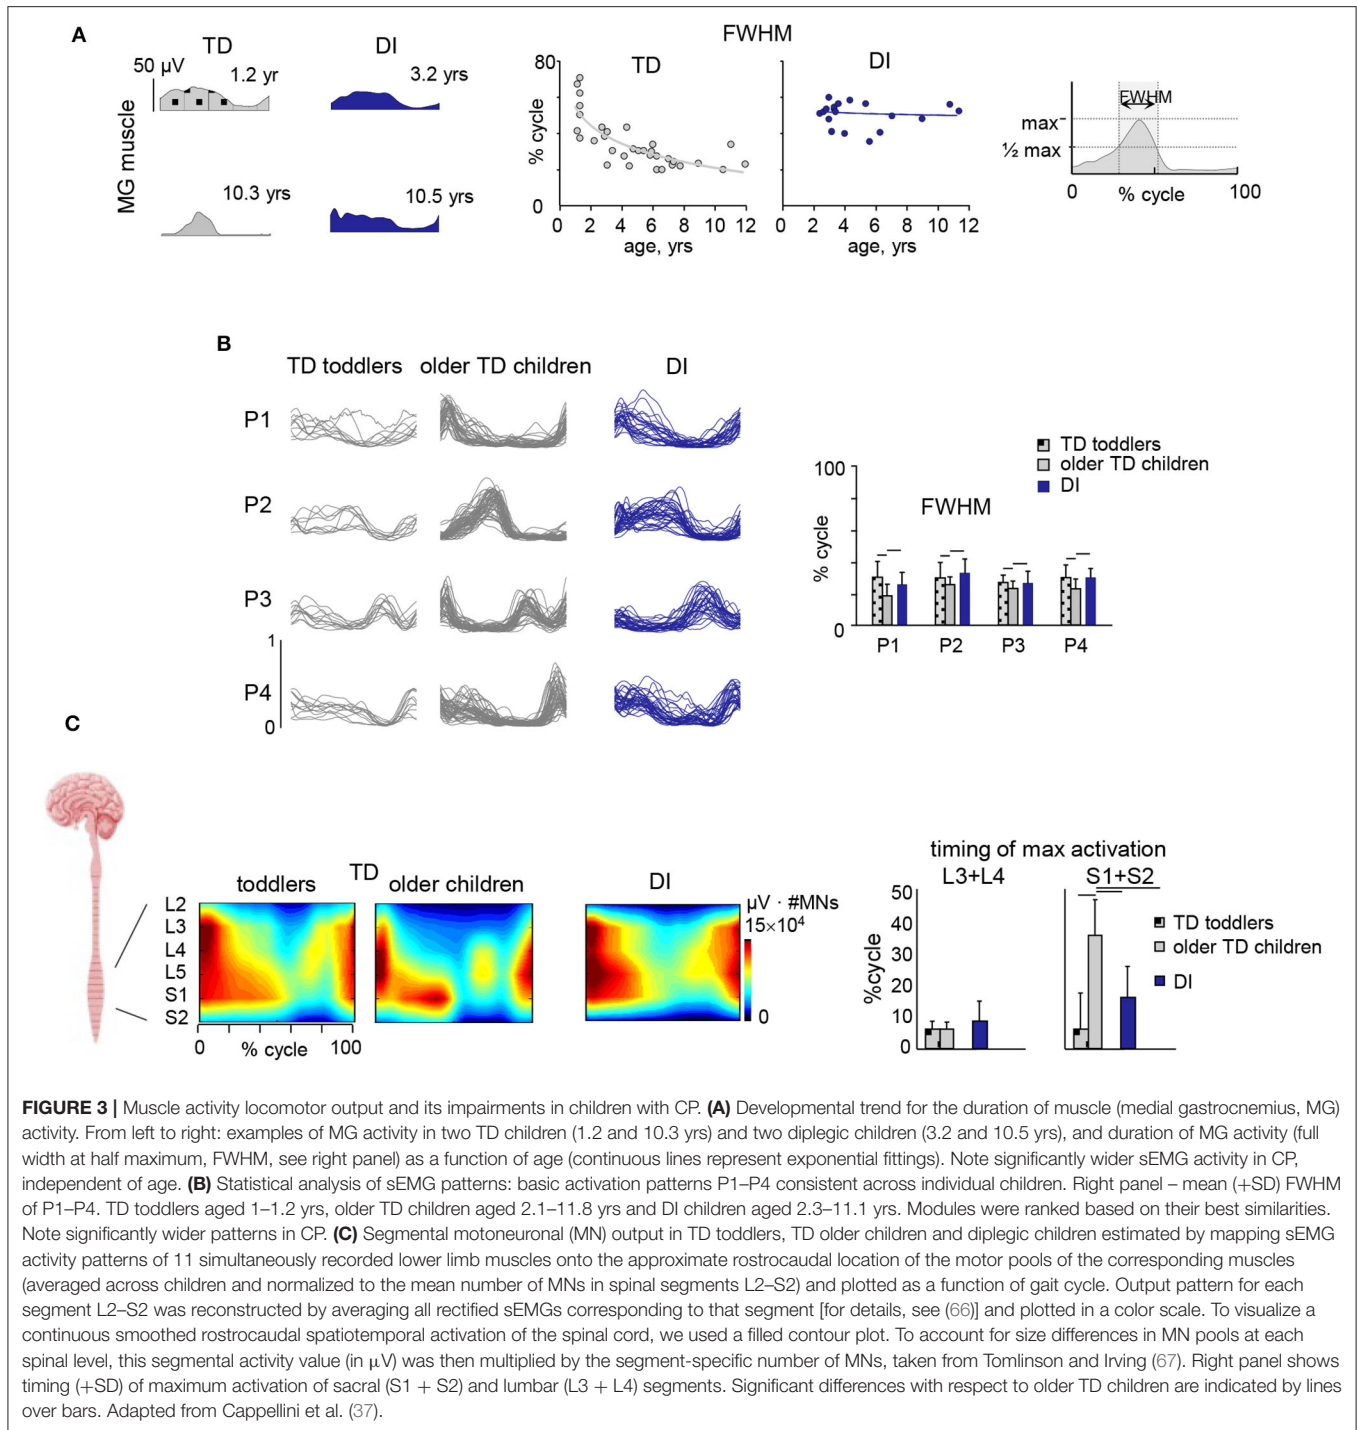 A
TD
DI
FWHM
50 µV
1.2 yr
3.2 yrs
MG muscle
10.3 yrs
10.5 yrs
80
% cycle
0
TD
DI
0 2 4 6 8 10 12
age, yrs
0 2 4 6 8 10 12
age, yrs
FWHM
max
½ max
0
100
% cycle
B
TD toddlers
older TD children
DI
P1
P2
P3
P4
1
0
TD toddlers
older TD children
DI
100
FWHM
% cycle
0
P1 P2 P3 P4
C
TD
toddlers
older children
DI
L2
L3
L4
L5
S1
S2
0
% cycle
100
µV · #MNs
15×10⁴
0
timing of max activation
L3+L4
S1+S2
50
40
30
20
10
0
%cycle
TD toddlers
older TD children
DI
FIGURE 3 | Muscle activity locomotor output and its impairments in children with CP. (A) Developmental trend for the duration of muscle (medial gastrocnemius, MG)
activity. From left to right: examples of MG activity in two TD children (1.2 and 10.3 yrs) and two diplegic children (3.2 and 10.5 yrs), and duration of MG activity (full
width at half maximum, FWHM, see right panel) as a function of age (continuous lines represent exponential fittings). Note significantly wider sEMG activity in CP,
independent of age. (B) Statistical analysis of sEMG patterns: basic activation patterns P1–P4 consistent across individual children. Right panel – mean (+SD) FWHM
of P1–P4. TD toddlers aged 1–1.2 yrs, older TD children aged 2.1–11.8 yrs and DI children aged 2.3–11.1 yrs. Modules were ranked based on their best similarities.
Note significantly wider patterns in CP. (C) Segmental motoneuronal (MN) output in TD toddlers, TD older children and diplegic children estimated by mapping sEMG
activity patterns of 11 simultaneously recorded lower limb muscles onto the approximate rostrocaudal location of the motor pools of the corresponding muscles
(averaged across children and normalized to the mean number of MNs in spinal segments L2–S2) and plotted as a function of gait cycle. Output pattern for each
segment L2–S2 was reconstructed by averaging all rectified sEMGs corresponding to that segment [for details, see (66)] and plotted in a color scale. To visualize a
continuous smoothed rostrocaudal spatiotemporal activation of the spinal cord, we used a filled contour plot. To account for size differences in MN pools at each
spinal level, this segmental activity value (in µV) was then multiplied by the segment-specific number of MNs, taken from Tomlinson and Irving (67). Right panel shows
timing (+SD) of maximum activation of sacral (S1 + S2) and lumbar (L3 + L4) segments. Significant differences with respect to older TD children are indicated by lines
over bars. Adapted from Cappellini et al. (37).